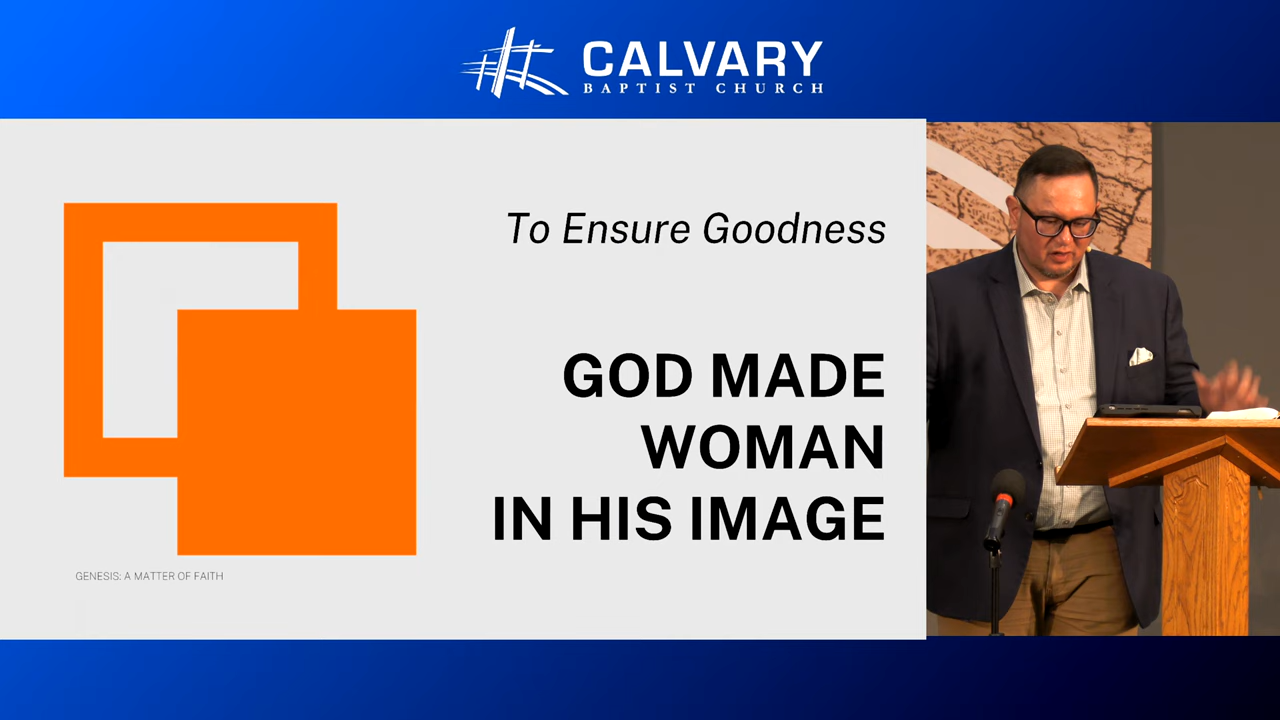 CALVARY
BAPTIST CHURCH
To Ensure Goodness
GOD MADE
WOMAN
IN HIS IMAGE
GENESIS: A MATTER OF FAITH